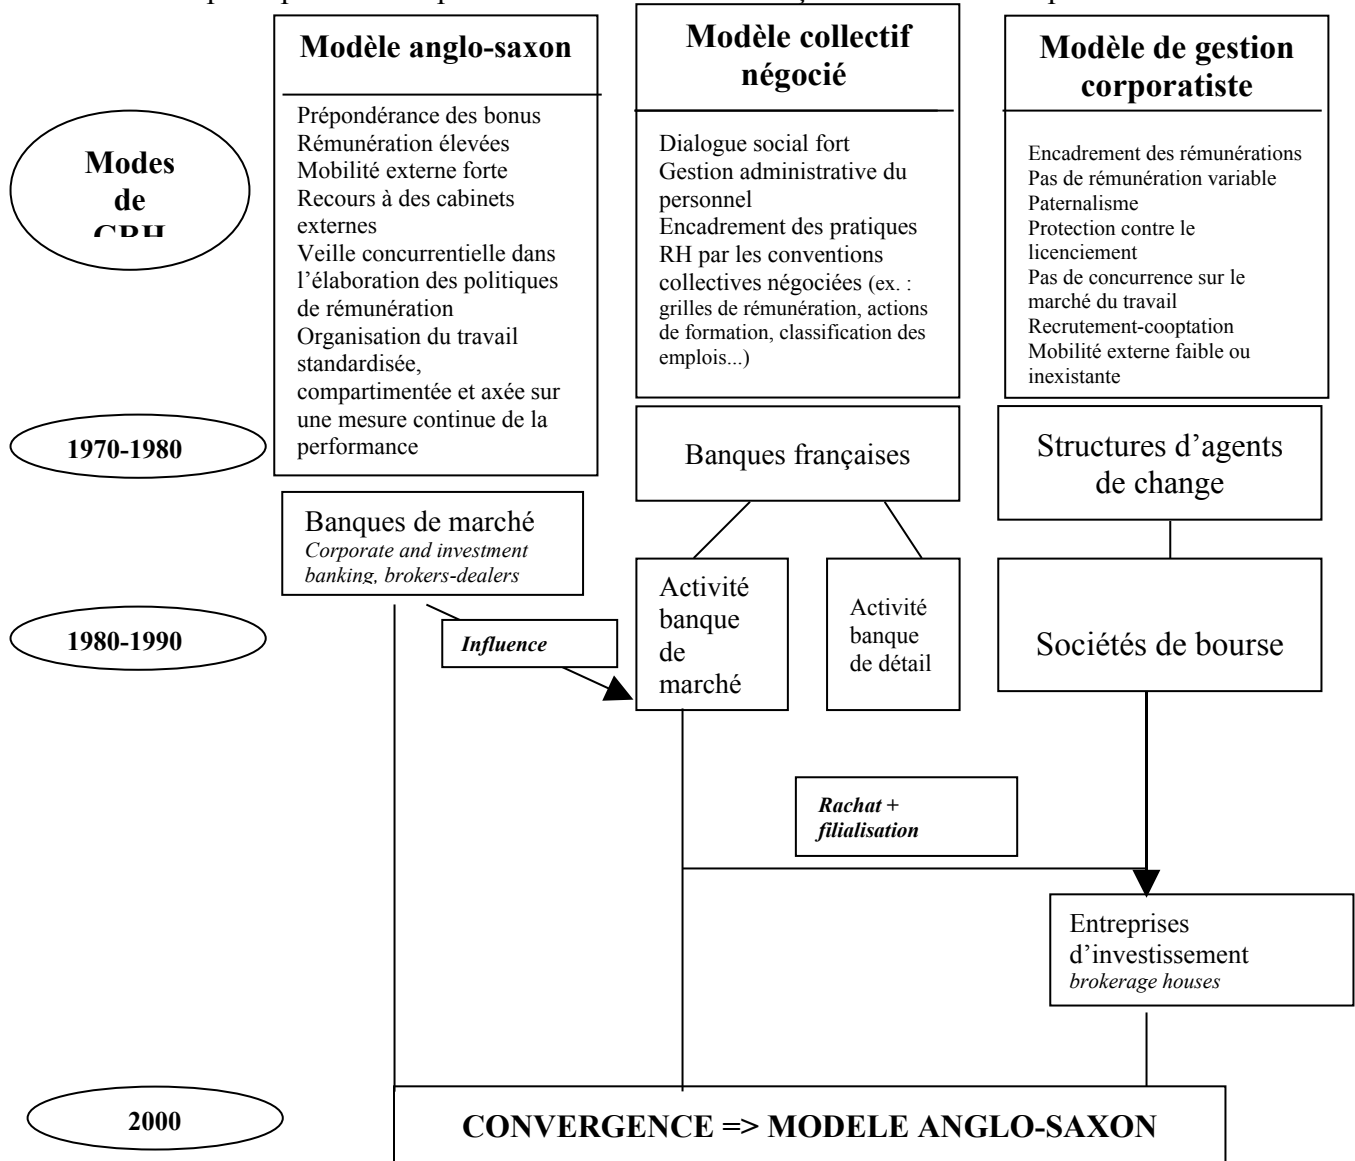 Modèle anglo-saxon
Prépondérance des bonus
Rémunération élevées
Mobilité externe forte
Recours à des cabinets
externes
Veille concurrentielle dans
l’élaboration des politiques
de rémunération
Organisation du travail
standardisée,
compartimentée et axée sur
une mesure continue de la
performance
Modèle collectif
négocié
Dialogue social fort
Gestion administrative du
personnel
Encadrement des pratiques
RH par les conventions
collectives négociées (ex. :
grilles de rémunération, actions
de formation, classification des
emplois...)
Modèle de gestion
corporatiste
Encadrement des rémunérations
Pas de rémunération variable
Paternalisme
Protection contre le
licenciement
Pas de concurrence sur le
marché du travail
Recrutement-cooptation
Mobilité externe faible ou
inexistante
Modes
de
GRH
1970-1980
Banques françaises
Structures d’agents
de change
Banques de marché
Corporate and investment
banking, brokers-dealers
1980-1990
Influence
Activité
banque
de
marché
Activité
banque
de détail
Sociétés de bourse
Rachat +
filialisation
Entreprises
d’investissement
brokerage houses
2000
CONVERGENCE => MODELE ANGLO-SAXON